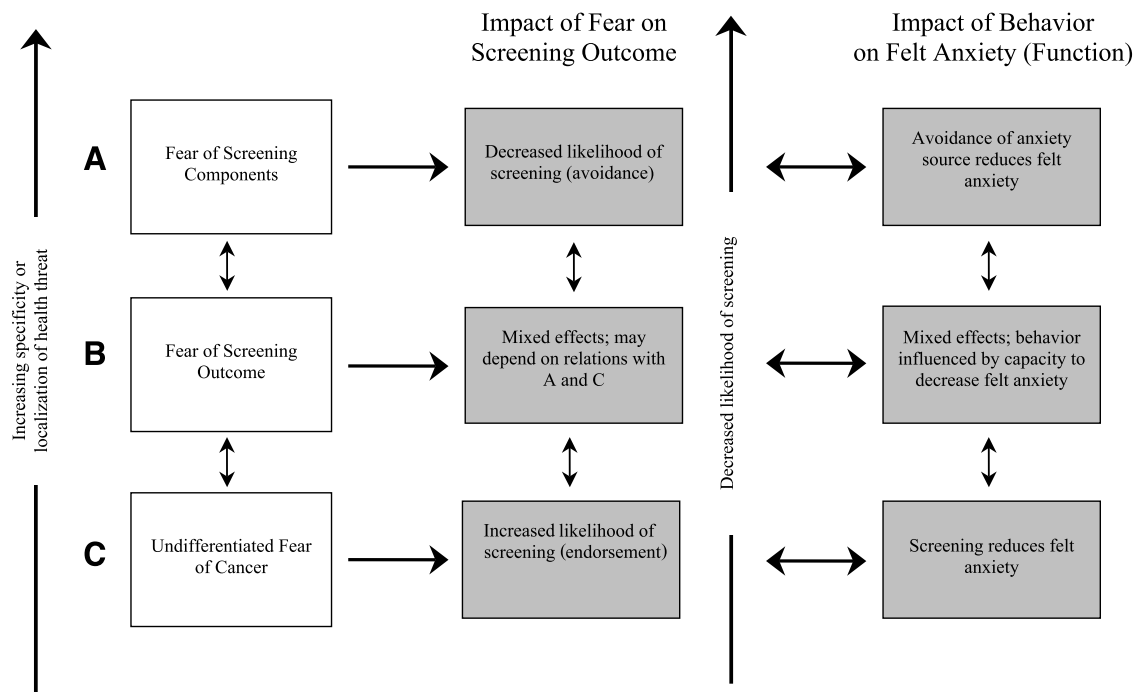 Impact of Fear on
Screening Outcome
Impact of Behavior
on Felt Anxiety (Function)
Increasing specificity or
localization of health threat
A
Fear of Screening
Components
Decreased likelihood of
screening (avoidance)
Avoidance of anxiety
source reduces felt
anxiety
Decreased likelihood of screening
B
Fear of Screening
Outcome
Mixed effects; may
depend on relations with
A and C
Mixed effects; behavior
influenced by capacity to
decrease felt anxiety
C
Undifferentiated Fear
of Cancer
Increased likelihood of
screening (endorsement)
Screening reduces felt
anxiety